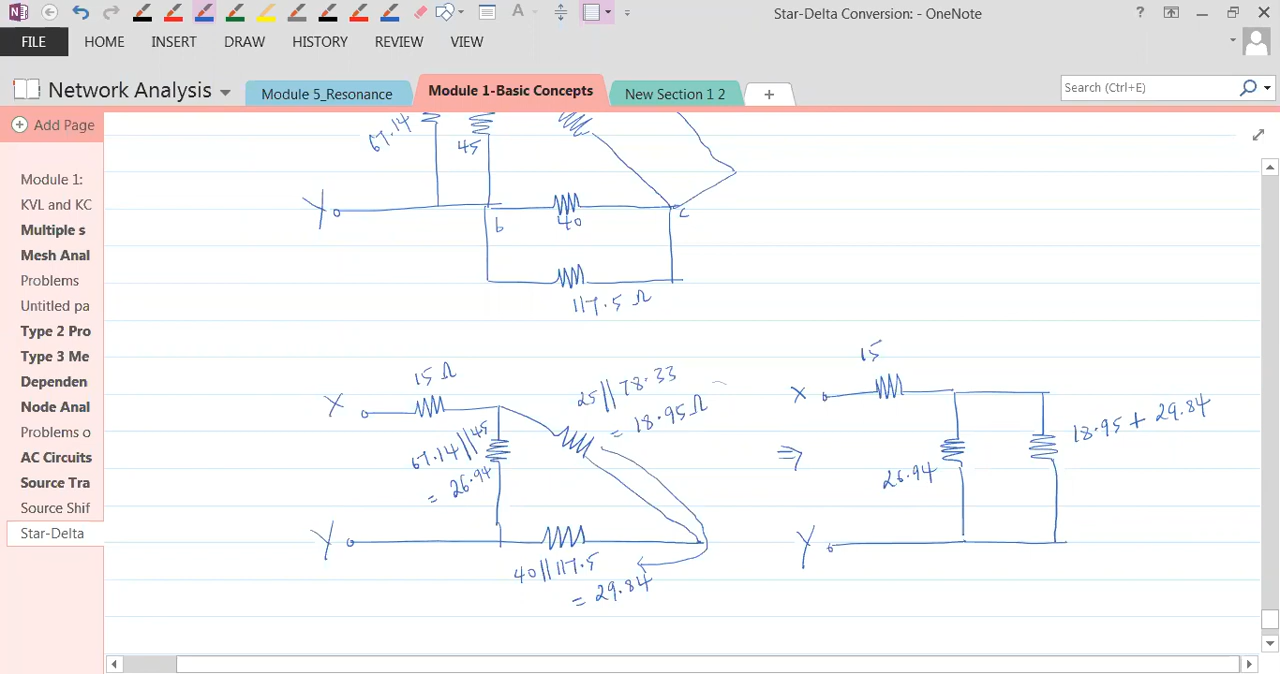 Star-Delta Conversion: - OneNote
FILE
HOME
INSERT
DRAW
HISTORY
REVIEW
VIEW
Network Analysis
Module 5_Resonance
Module 1-Basic Concepts
New Section 1 2
Search (Ctrl+E)
Add Page
Module 1:
KVL and KC
Multiple s
Mesh Anal
Problems
Untitled pa
Type 2 Pro
Type 3 Me
Dependen
Node Anal
Problems o
AC Circuits
Source Tra
Source Shif
Star-Delta
67.14
45
Y
b
40
c
117.5 Ω
X
15 Ω
25||78.33
= 18.95Ω
67.14||45
= 26.94
Y
40||117.5
= 29.84
⇒
15
X
26.94
18.95 + 29.84
Y